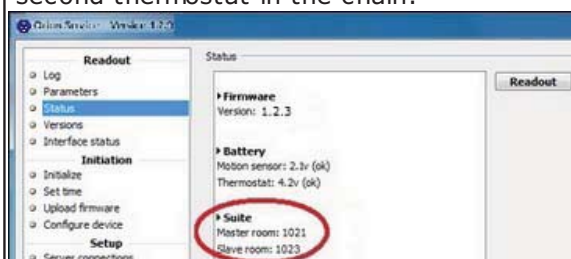 second thermostat in the chain.
Orion Service Version 1.2.0
Readout
Log
Parameters
Status
Versions
Interface status
Initiation
Initialize
Set time
Upload firmware
Configure device
Setup
Server connections
Status
Firmware
Version: 1.2.3
Battery
Motion sensor: 2.1v (ok)
Thermostat: 4.2v (ok)
Suite
Master room: 1021
Slave room: 1023
Readout